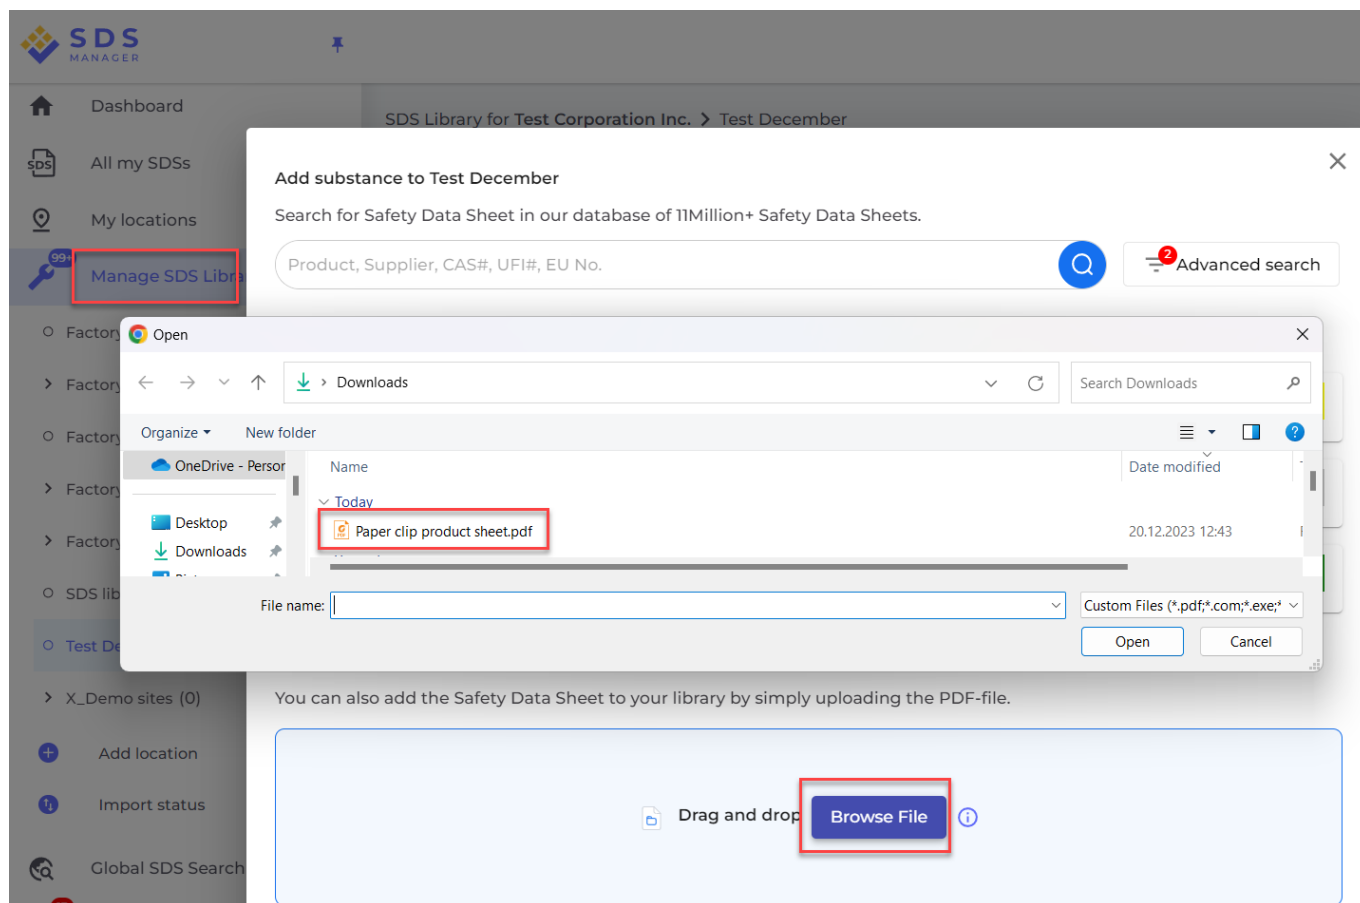 SDS
MANAGER
Dashboard
SDS Library for Test Corporation Inc. > Test December
All my SDSs
SDS
My locations
99+
Manage SDS Libra
Add substance to Test December
Search for Safety Data Sheet in our database of 11Million+ Safety Data Sheets.
Product, Supplier, CAS#, UFI#, EU No.
2
Advanced search
Factory
Factory
Factory
Factory
Factory
SDS lib
Test De
X_Demo sites (0)
Add location
Import status
Global SDS Search
Open
Downloads
Search Downloads
Organize
New folder
OneDrive - Person
Desktop
Downloads
Name
Date modified
Today
Paper clip product sheet.pdf
20.12.2023 12:43
File name:
Custom Files (*.pdf;*.com;*.exe;*
Open
Cancel
You can also add the Safety Data Sheet to your library by simply uploading the PDF-file.
Drag and drop
Browse File